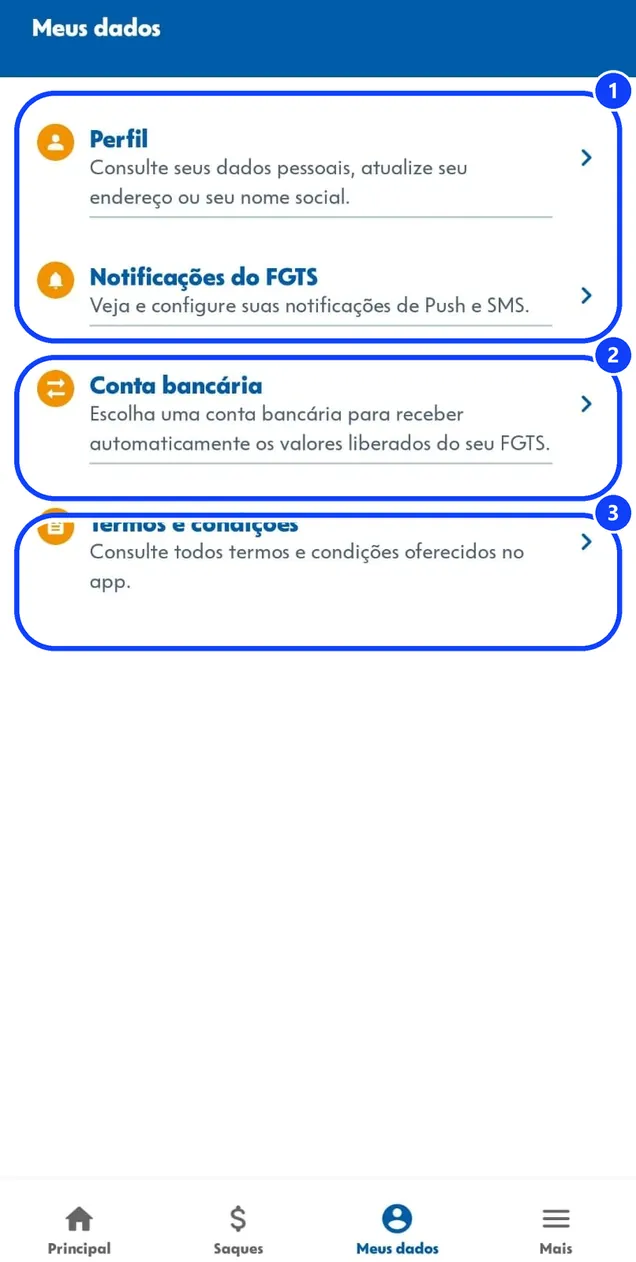 Meus dados
1
Perfil
Consulte seus dados pessoais, atualize seu
endereço ou seu nome social.
Notificações do FGTS
Veja e configure suas notificações de Push e SMS.
2
Conta bancária
Escolha uma conta bancária para receber
automaticamente os valores liberados do seu FGTS.
3
Termos e condições
Consulte todos termos e condições oferecidos no
app.
Principal
Saques
Meus dados
Mais